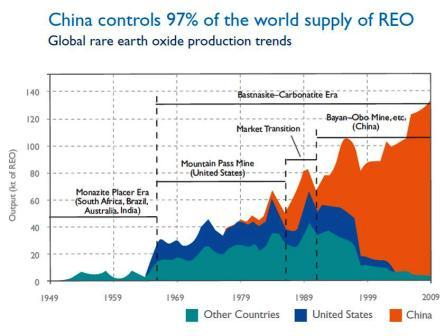 China controls 97% of the world supply of REO
Global rare earth oxide production trends
Output (kt of REO)
140
120
100
80
60
40
20
0
Bastnasite–Carbonatite Era
Bayan–Obo Mine, etc.
(China)
Market Transition
Mountain Pass Mine
(United States)
Monazite Placer Era
(South Africa, Brazil,
Australia, India)
1949
1959
1969
1979
1989
1999
2009
Other Countries
United States
China